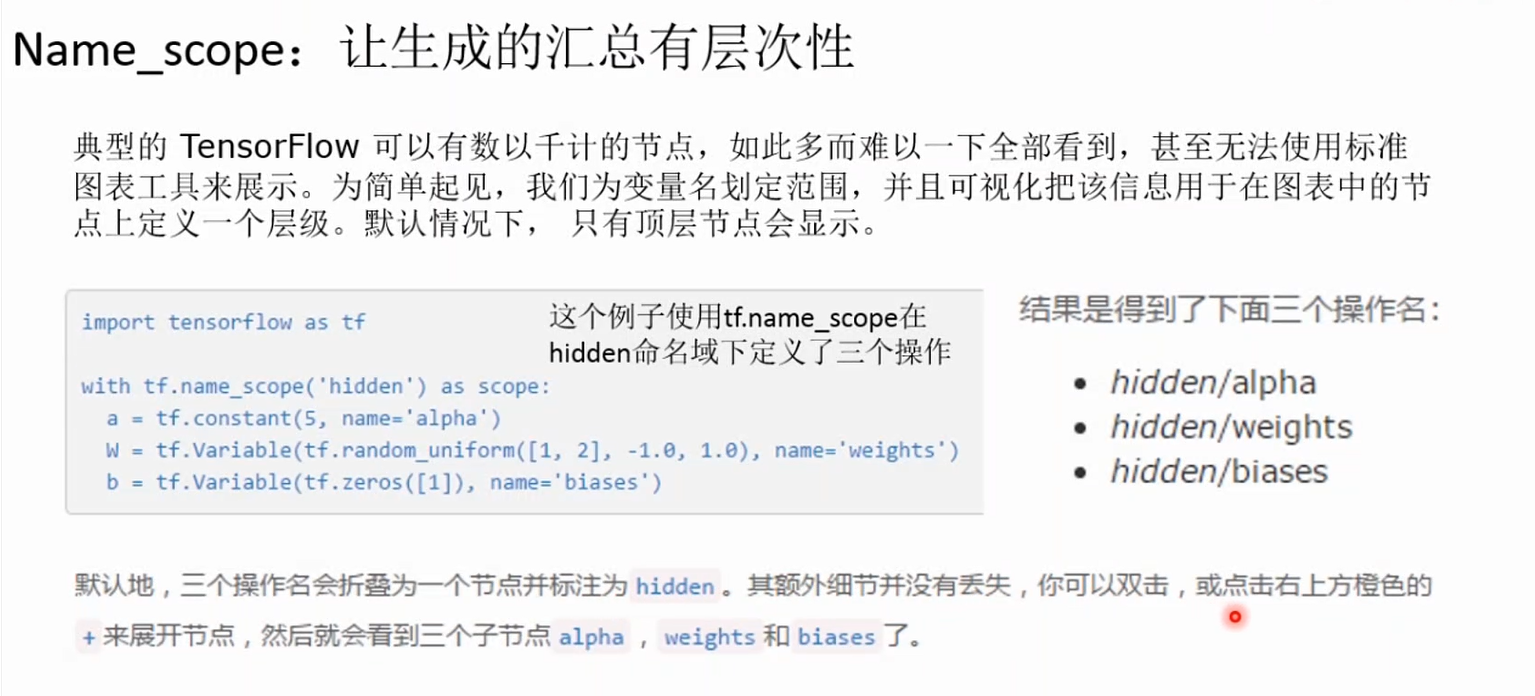 Name_scope： 让生成的汇总有层次性
典型的 TensorFlow 可以有数以千计的节点，如此多而难以一下全部看到，甚至无法使用标准
图表工具来展示。为简单起见，我们为变量名划定范围，并且可视化把该信息用于在图表中的节
点上定义一个层级。默认情况下， 只有顶层节点会显示。
import tensorflow as tf
这个例子使用tf.name_scope在
hidden命名域下定义了三个操作
with tf.name_scope('hidden') as scope:
a = tf.constant(5, name='alpha')
W = tf.Variable(tf.random_uniform([1, 2], -1.0, 1.0), name='weights')
b = tf.Variable(tf.zeros([1]), name='biases')
结果是得到了下面三个操作名：
• hidden/alpha
• hidden/weights
• hidden/biases
默认地，三个操作名会折叠为一个节点并标注为 hidden 。其额外细节并没有丢失，你可以双击，或点击右上方橙色的
+ 来展开节点，然后就会看到三个子节点 alpha ， weights 和 biases 了。